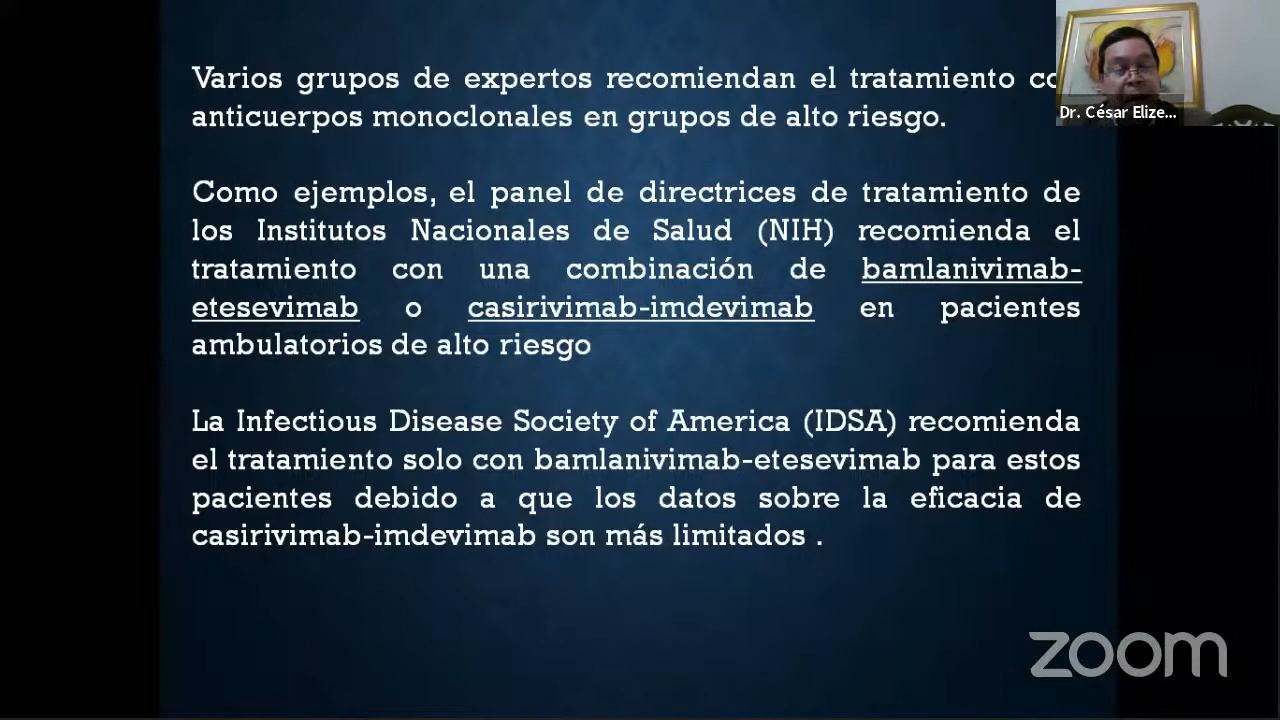 Varios grupos de expertos recomiendan el tratamiento
anticuerpos monoclonales en grupos de alto riesgo.
Como ejemplos, el panel de directrices de tratamiento de
los Institutos Nacionales de Salud (NIH) recomienda el
tratamiento con una combinación de bamlanivimab-
etesevimab o casirivimab-imdevimab en pacientes
ambulatorios de alto riesgo
La Infectious Disease Society of America (IDSA) recomienda
el tratamiento solo con bamlanivimab-etesevimab para estos
pacientes debido a que los datos sobre la eficacia de
casirivimab-imdevimab son más limitados .
Dr. César Elize...
zoom